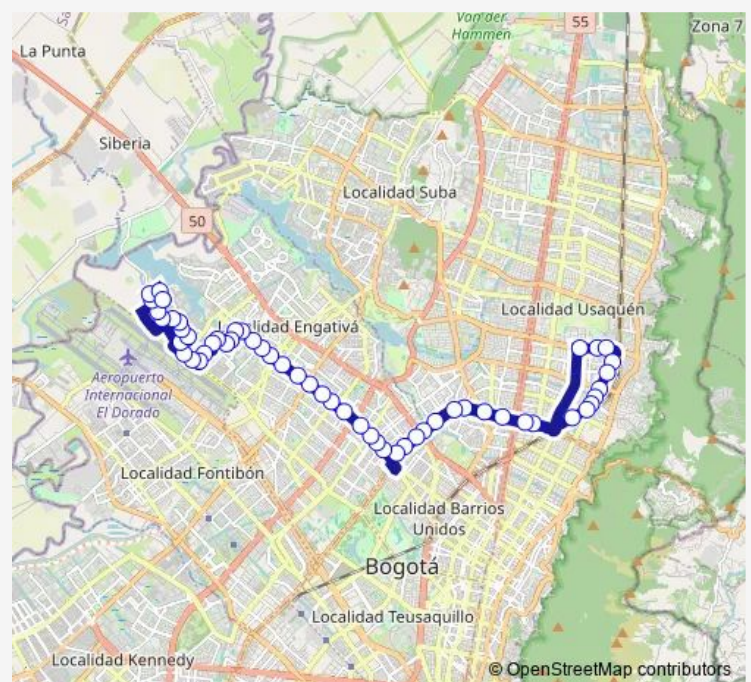 Van der
Hammen
55
Zona 7
La Punta
Siberia
Localidad Suba
50
Localidad Usaquén
Localidad Engativá
Aeropuerto
Internacional
El Dorado
Localidad Fontibón
Localidad Barrios
Unidos
Bogotá
Localidad Teusaquillo
Localidad Kennedy
© OpenStreetMap contributors